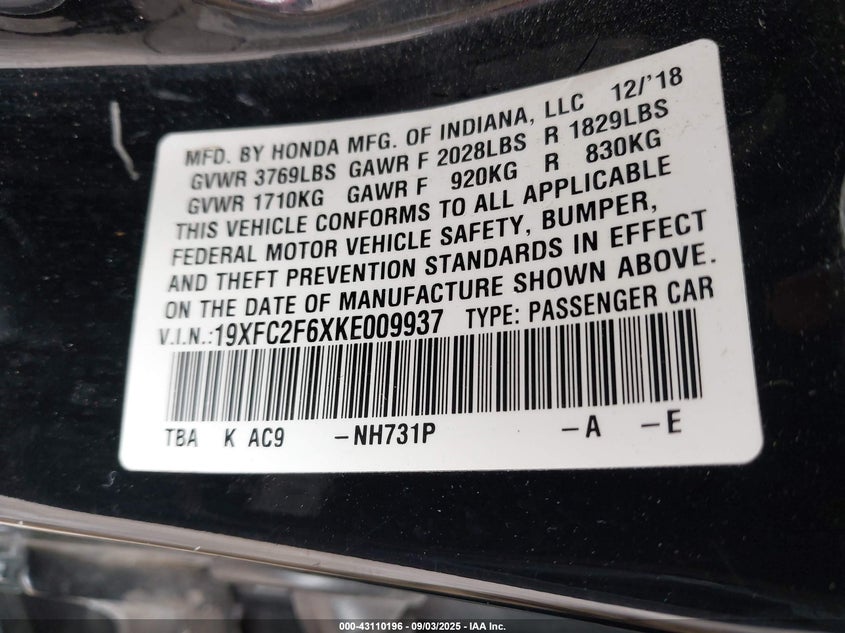 MFD. BY HONDA MFG. OF INDIANA, LLC 12/'18
GVWR 3769LBS GAWR F 2028LBS R 1829LBS
GVWR 1710KG GAWR F 920KG R 830KG
THIS VEHICLE CONFORMS TO ALL APPLICABLE
FEDERAL MOTOR VEHICLE SAFETY, BUMPER,
AND THEFT PREVENTION STANDARDS IN EFFECT
ON THE DATE OF MANUFACTURE SHOWN ABOVE.
V.I.N.:19XFC2F6XKE009937 TYPE: PASSENGER CAR
TBA K AC9 –NH731P –A –E
000-43110196 - 09/03/2025 - IAA Inc.